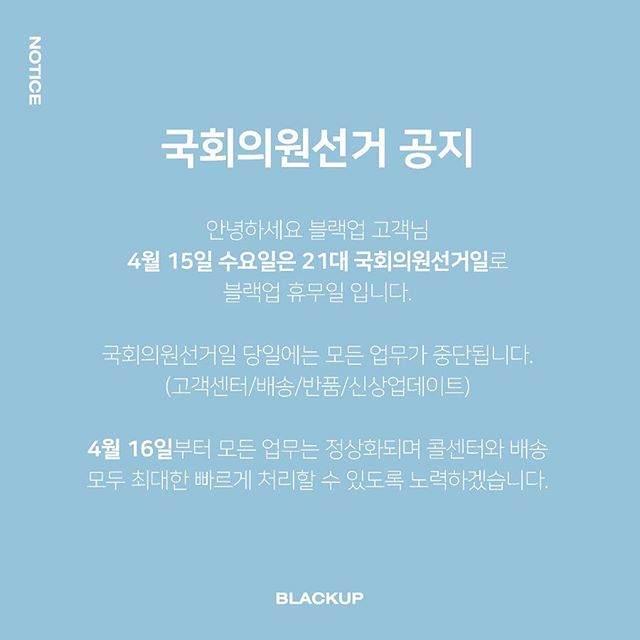 NOTICE
국회의원선거 공지
안녕하세요 블랙업 고객님
4월 15일 수요일은 21대 국회의원선거일로
블랙업 휴무일 입니다.
국회의원선거일 당일에는 모든 업무가 중단됩니다.
(고객센터/배송/반품/신상업데이트)
4월 16일부터 모든 업무는 정상화되며 콜센터와 배송
모두 최대한 빠르게 처리할 수 있도록 노력하겠습니다.
BLACKUP